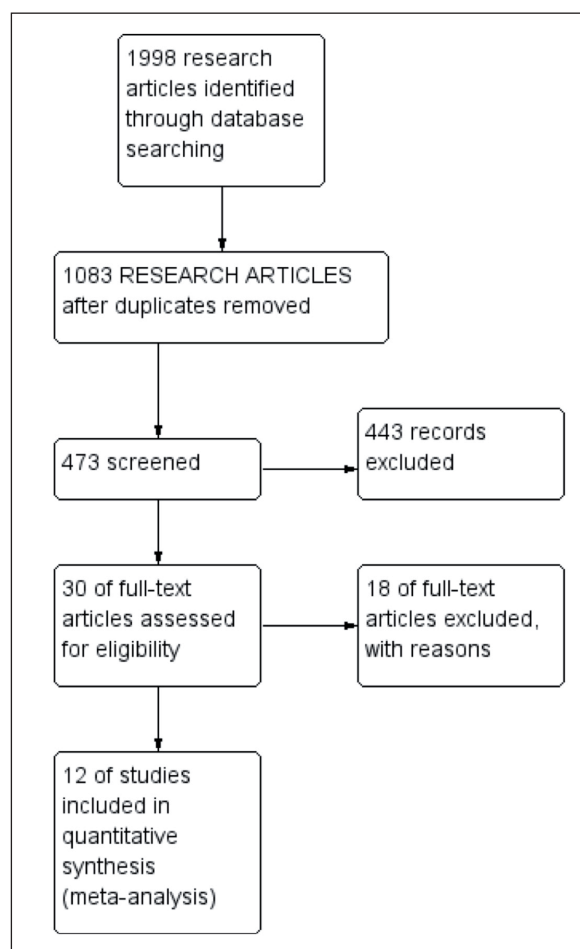 1998 research
articles identified
through database
searching
1083 RESEARCH ARTICLES
after duplicates removed
473 screened
443 records
excluded
30 of full-text
articles assessed
for eligibility
18 of full-text
articles excluded,
with reasons
12 of studies
included in
quantitative
synthesis
(meta-analysis)